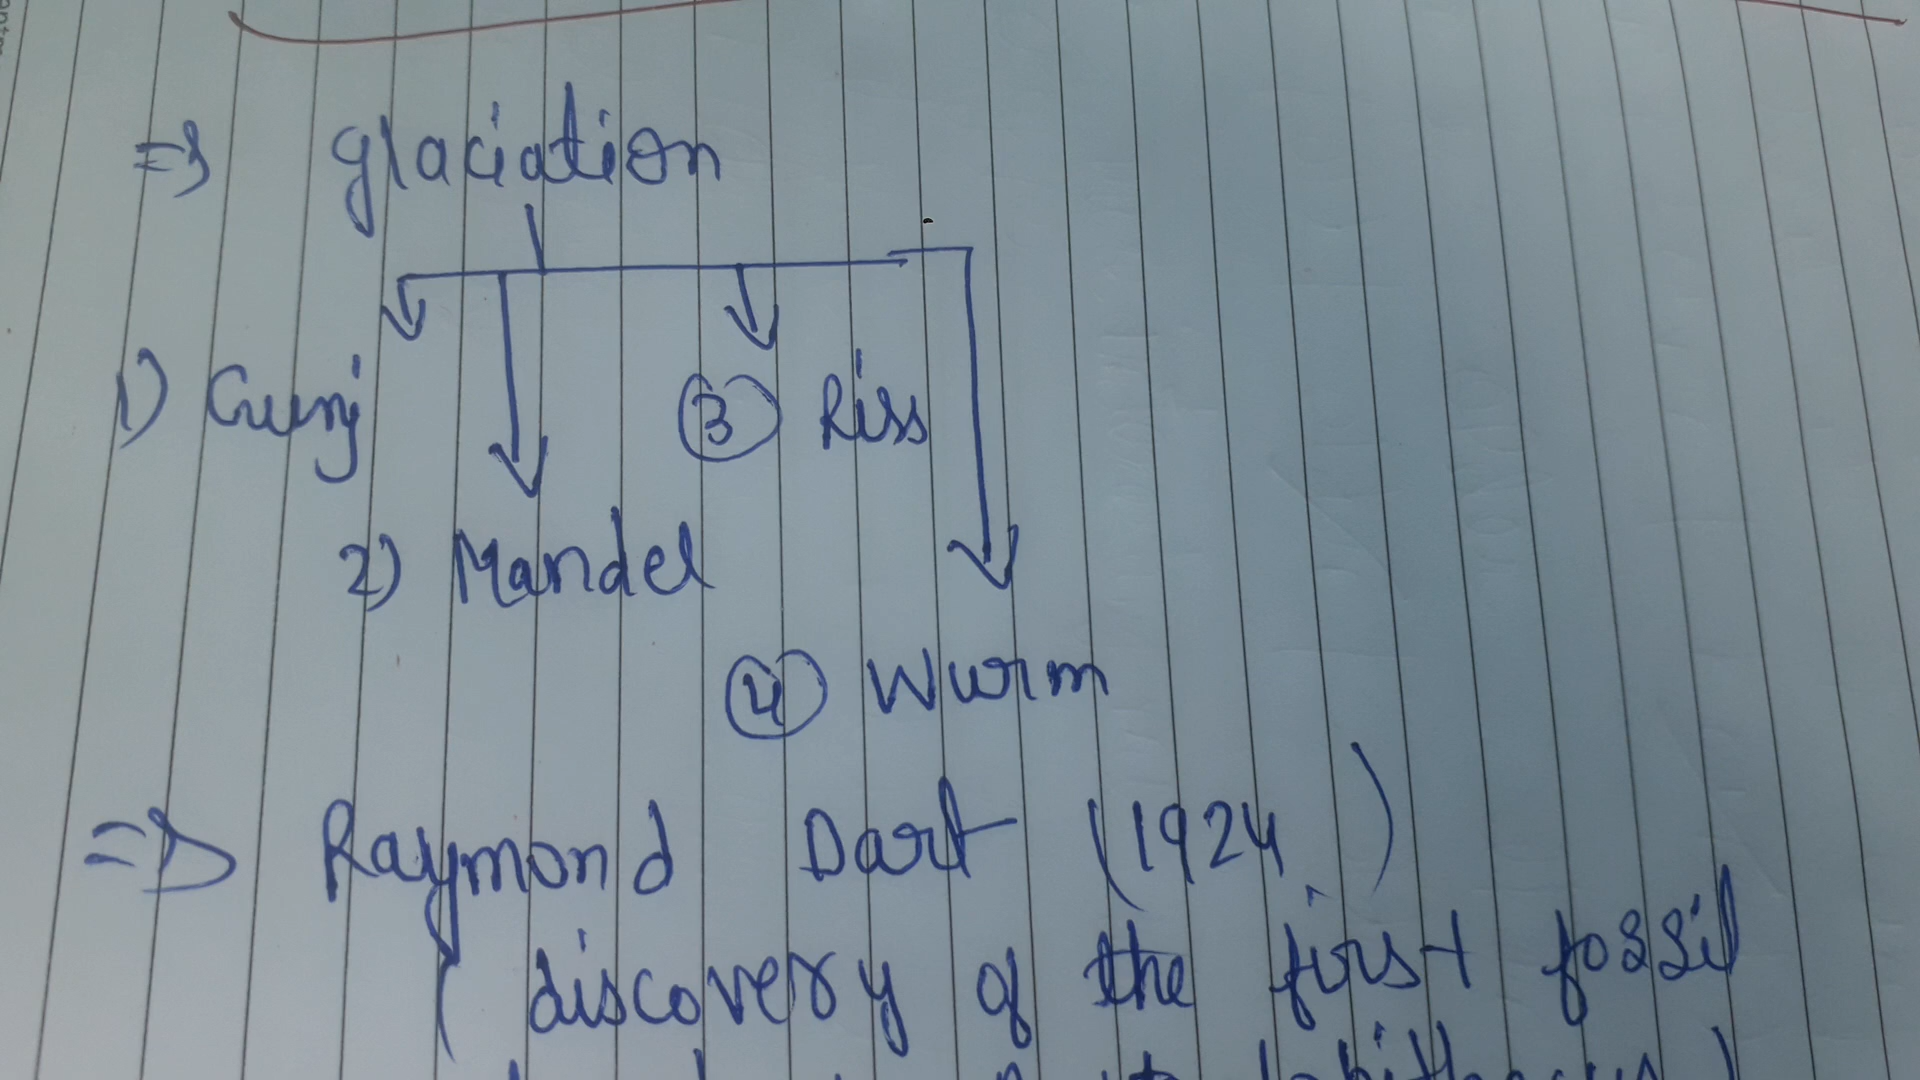 => glaciation
1) Gunj
③ Riss
2) Mandel
④ Wurm
=> Raymond Dart (1924)
( discovery of the first fossil